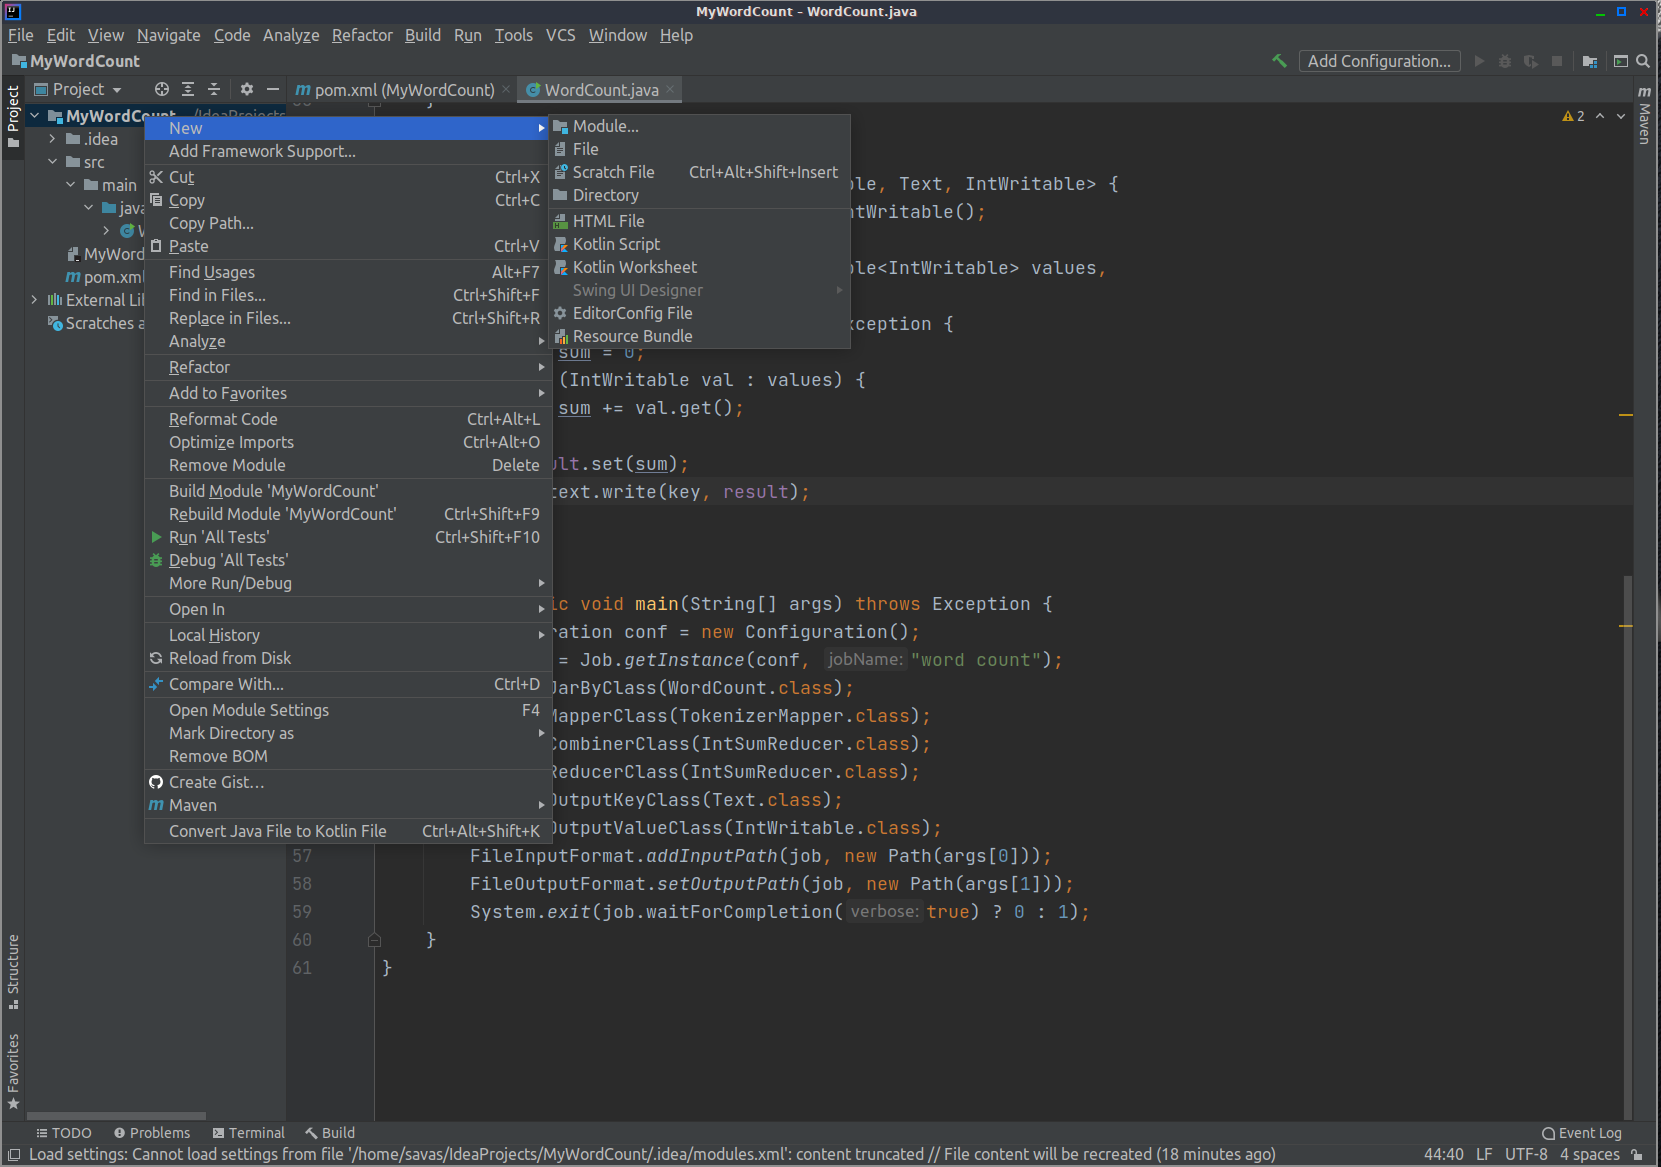 MyWordCount - WordCount.java
File Edit View Navigate Code Analyze Refactor Build Run Tools VCS Window Help
MyWordCount
Add Configuration...
Project
pom.xml (MyWordCount)
WordCount.java
Project
Structure
Favorites
Maven
2
MyWordCount ~/IdeaProjects
.idea
src
main
java
W
MyWord
pom.xml
External Li
Scratches a
New
Add Framework Support...
Cut Ctrl+X
Copy Ctrl+C
Copy Path...
Paste Ctrl+V
Find Usages Alt+F7
Find in Files... Ctrl+Shift+F
Replace in Files... Ctrl+Shift+R
Analyze
Refactor
Add to Favorites
Reformat Code Ctrl+Alt+L
Optimize Imports Ctrl+Alt+O
Remove Module Delete
Build Module 'MyWordCount'
Rebuild Module 'MyWordCount' Ctrl+Shift+F9
Run 'All Tests' Ctrl+Shift+F10
Debug 'All Tests'
More Run/Debug
Open In
Local History
Reload from Disk
Compare With... Ctrl+D
Open Module Settings F4
Mark Directory as
Remove BOM
Create Gist...
Maven
Convert Java File to Kotlin File Ctrl+Alt+Shift+K
Module...
File
Scratch File Ctrl+Alt+Shift+Insert
Directory
HTML File
Kotlin Script
Kotlin Worksheet
Swing UI Designer
EditorConfig File
Resource Bundle
ble, Text, IntWritable> {
ntWritable();
ble<IntWritable> values,
xception {
sum = 0;
(IntWritable val : values) {
sum += val.get();
ult.set(sum);
text.write(key, result);
ic void main(String[] args) throws Exception {
ration conf = new Configuration();
= Job.getInstance(conf, jobName: "word count");
JarByClass(WordCount.class);
MapperClass(TokenizerMapper.class);
CombinerClass(IntSumReducer.class);
ReducerClass(IntSumReducer.class);
OutputKeyClass(Text.class);
OutputValueClass(IntWritable.class);
57 FileInputFormat.addInputPath(job, new Path(args[0]));
58 FileOutputFormat.setOutputPath(job, new Path(args[1]));
59 System.exit(job.waitForCompletion( verbose: true) ? 0 : 1);
60 }
61 }
TODO Problems Terminal Build Event Log
Load settings: Cannot load settings from file '/home/savas/IdeaProjects/MyWordCount/.idea/modules.xml': content truncated // File content will be recreated (18 minutes ago) 44:40 LF UTF-8 4 spaces